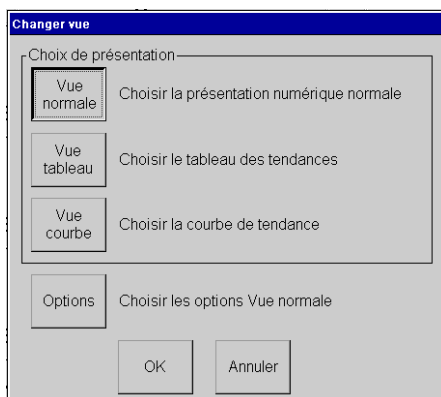 Changer vue
Choix de présentation
Vue
normale
Choisir la présentation numérique normale
Vue
tableau
Choisir le tableau des tendances
Vue
courbe
Choisir la courbe de tendance
Options
Choisir les options Vue normale
OK
Annuler